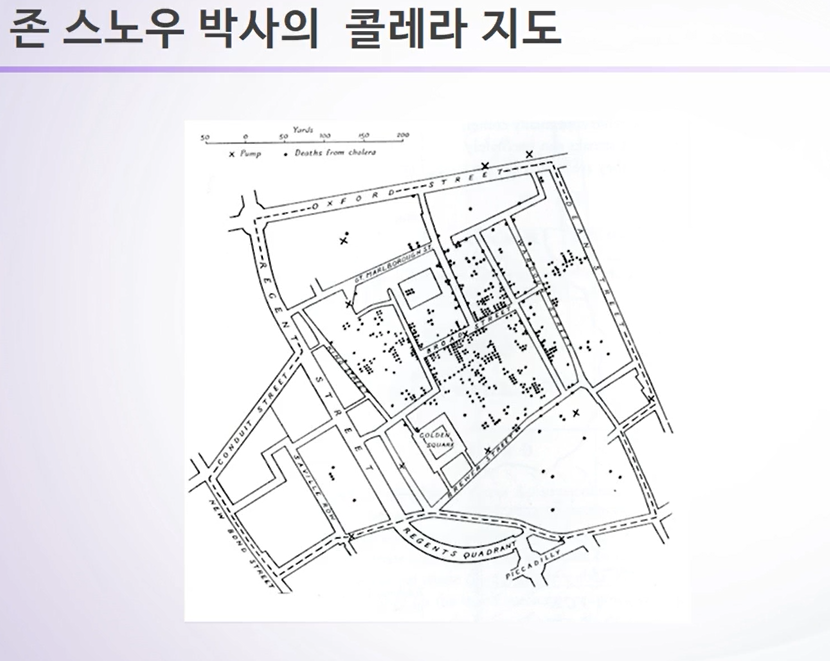 존 스노우 박사의 콜레라 지도
Yards
50 0 50 100 150 200
× Pump • Deaths from cholera
OXFORD STREET
REGENT STREET
GT MARLBOROUGH ST
DEAN STREET
BROAD STREET
CONDUIT STREET
GOLDEN
SQUARE
BREWER STREET
SAVILLE ROW
NEW BOND STREET
REGENTS QUADRANT
PICCADILLY